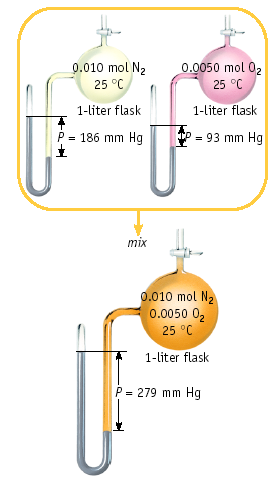 0.010 mol N₂
25 °C
1-liter flask
P = 186 mm Hg
0.0050 mol O₂
25 °C
1-liter flask
P = 93 mm Hg
mix
0.010 mol N₂
0.0050 O₂
25 °C
1-liter flask
P = 279 mm Hg